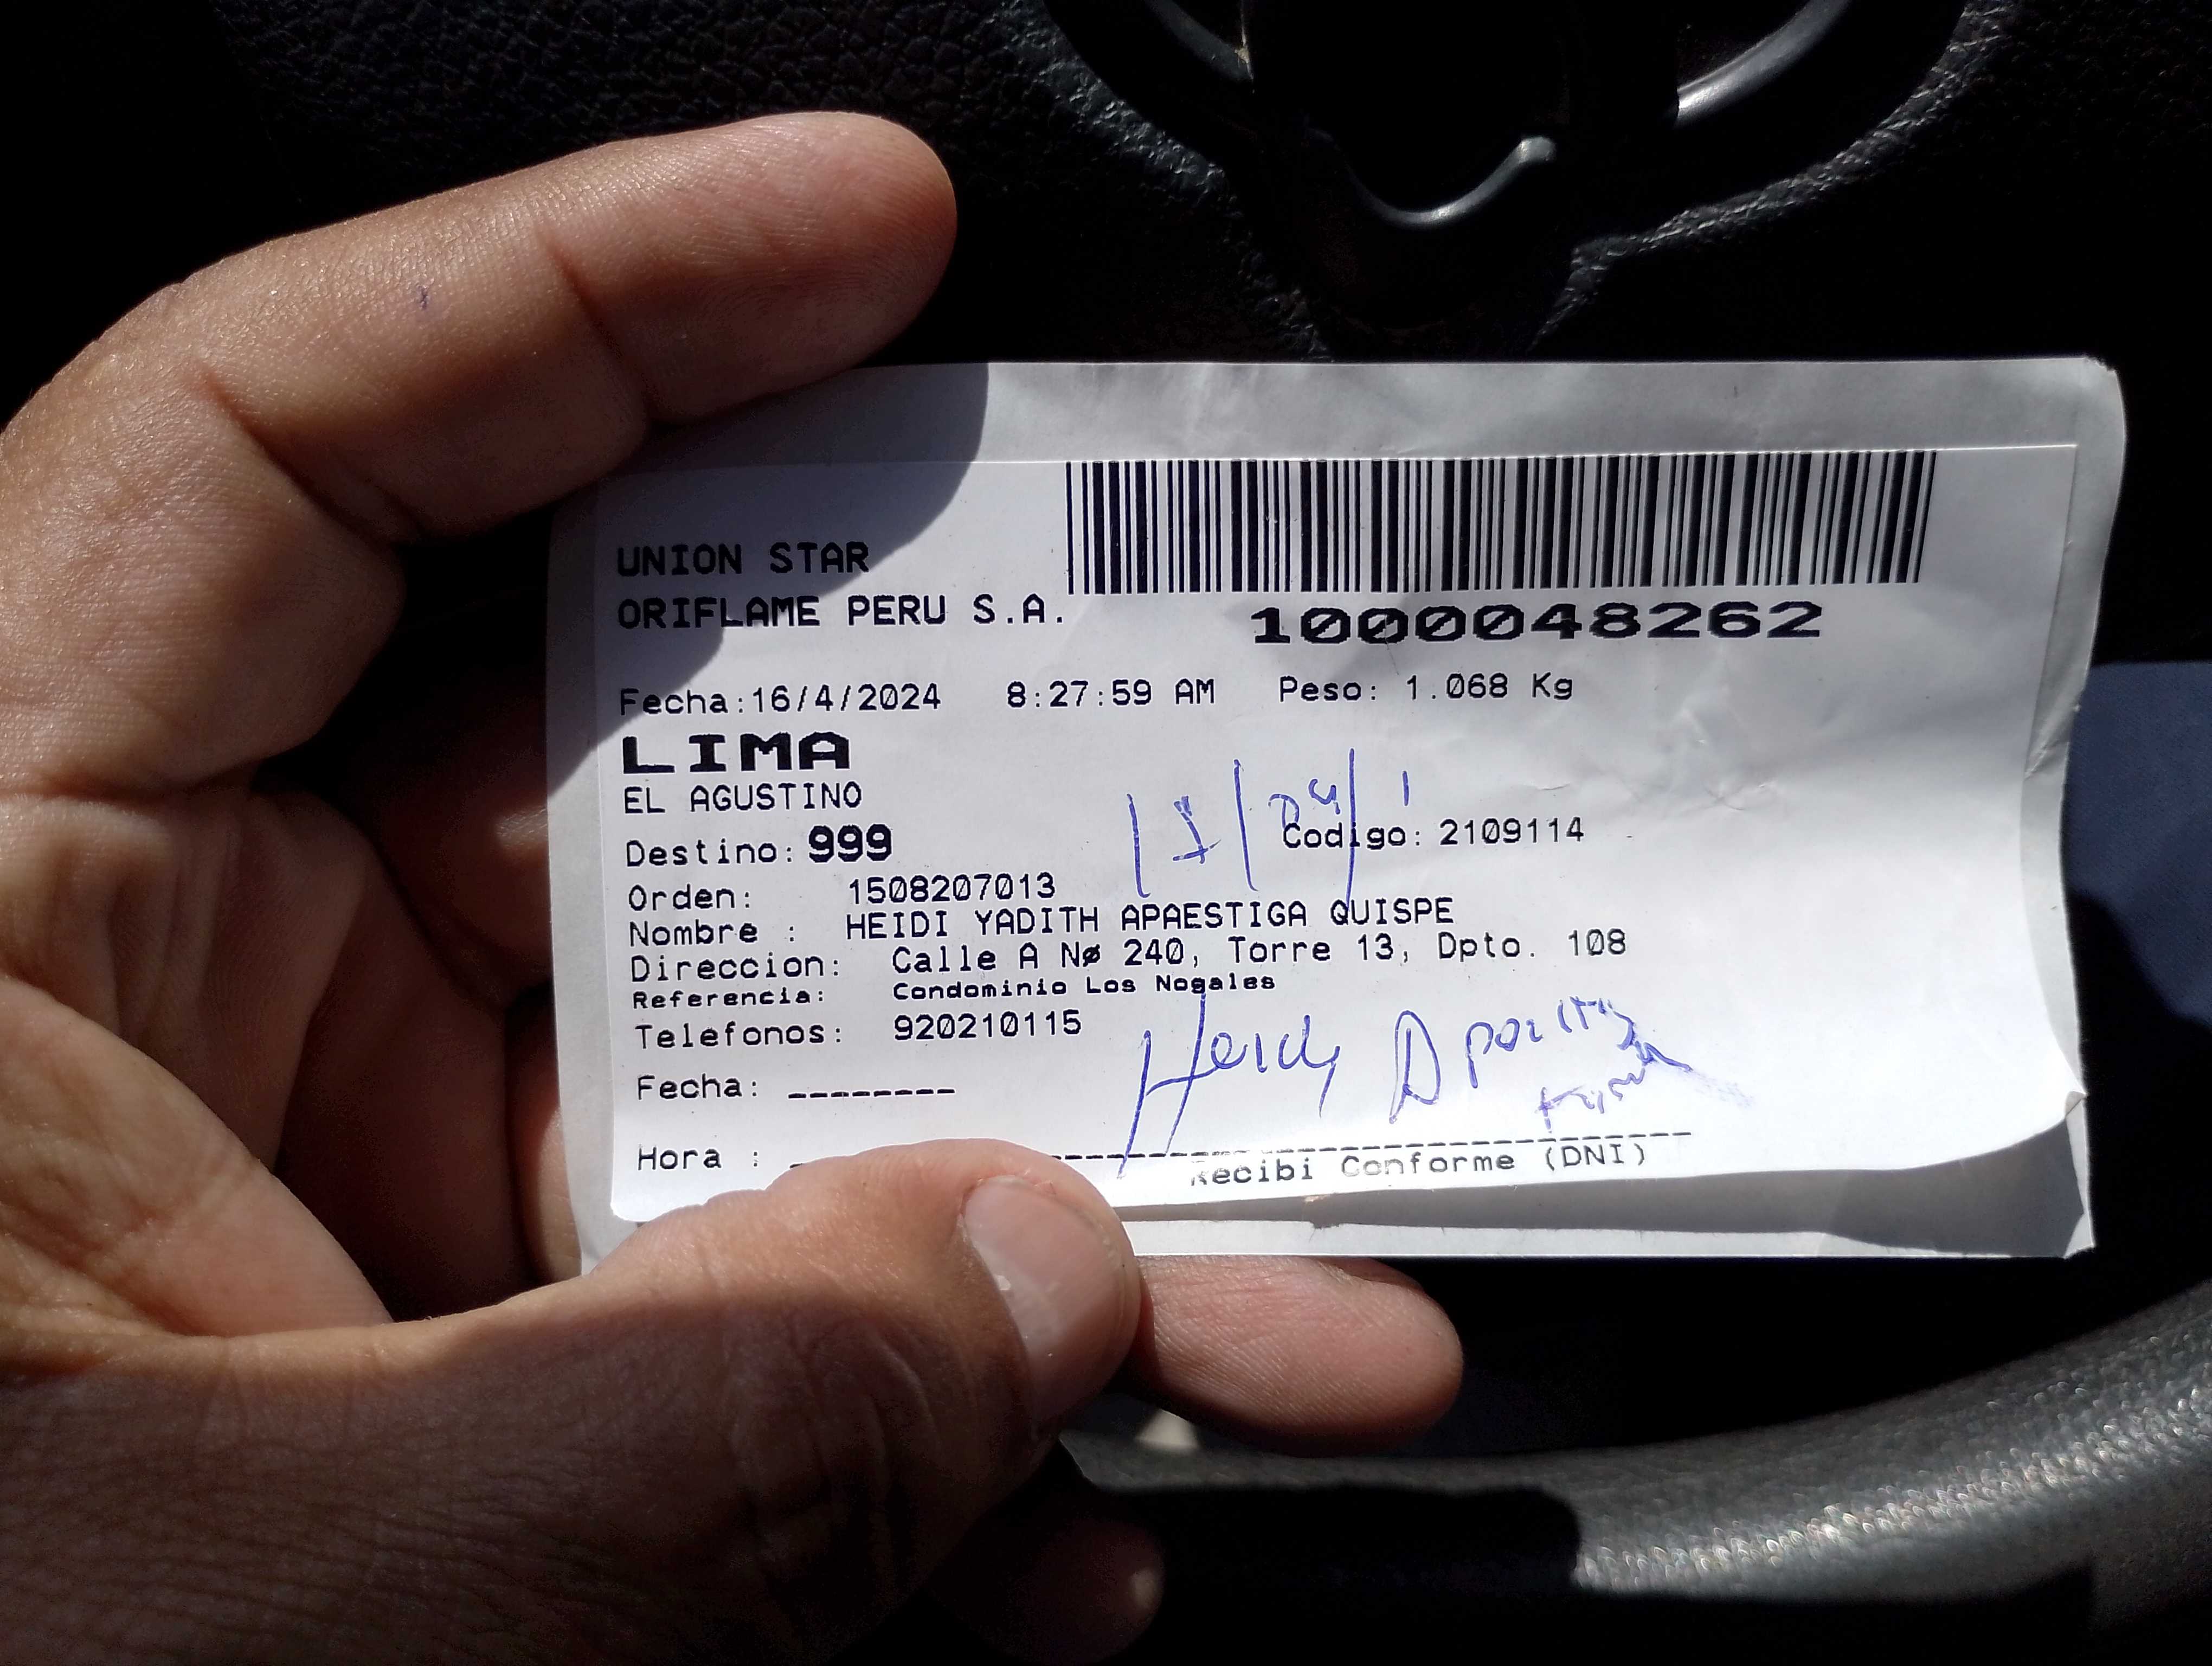 UNION STAR
ORIFLAME PERU S.A.
1000048262
Fecha:16/4/2024 8:27:59 AM Peso: 1.068 Kg
LIMA
EL AGUSTINO
Destino: 999
Codigo: 2109114
Orden: 1508207013
Nombre : HEIDI YADITH APAESTIGA QUISPE
Direccion: Calle A Nø 240, Torre 13, Dpto. 108
Referencia: Condominio Los Nogales
Telefonos: 920210115
Heidy
Fecha: --------
Hora :
Recibi Conforme (DNI)